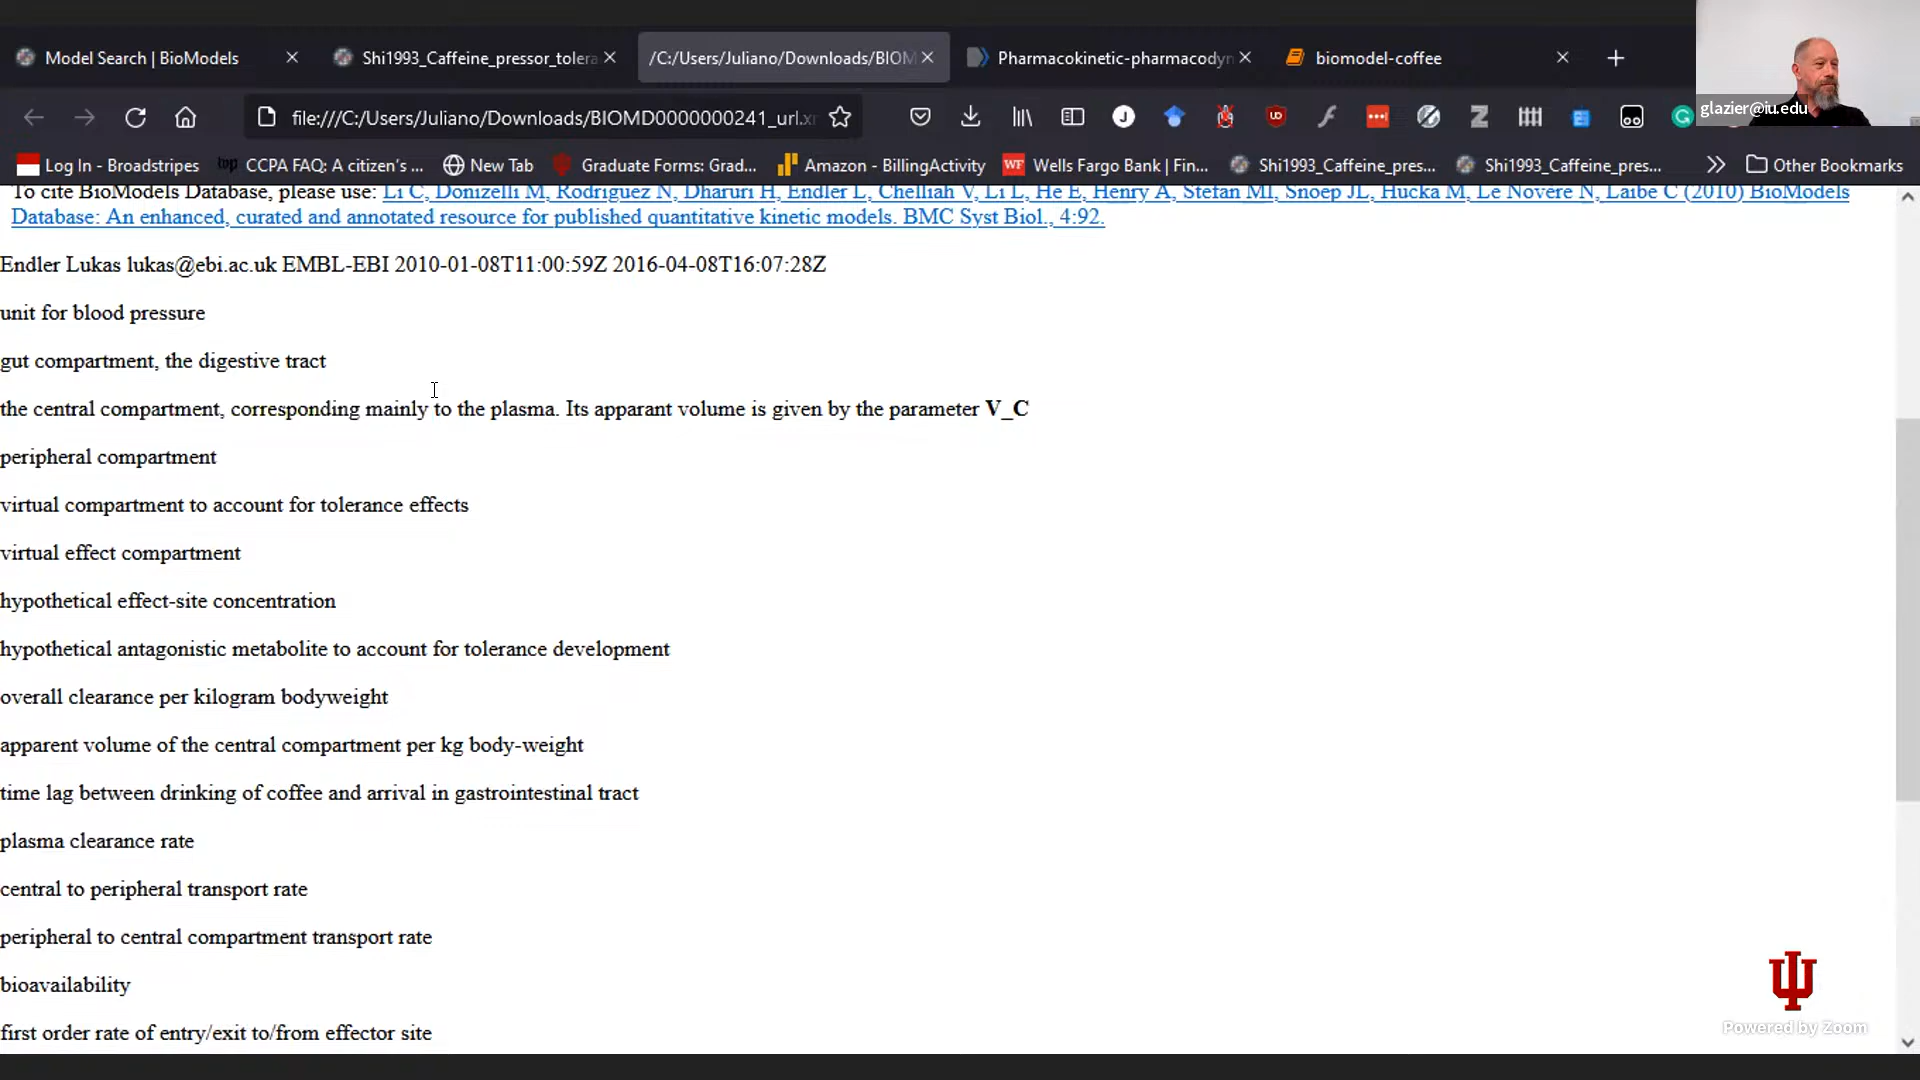 Model Search | BioModels
Shi1993_Caffeine_pressor_tolera
/C:/Users/Juliano/Downloads/BIOM
Pharmacokinetic-pharmacodyn
biomodel-coffee
glazier@iu.edu
file:///C:/Users/Juliano/Downloads/BIOMD0000000241_url.x
Log In - Broadstripes
CCPA FAQ: A citizen's ...
New Tab
Graduate Forms: Grad...
Amazon - BillingActivity
WF Wells Fargo Bank | Fin...
Shi1993_Caffeine_pres...
Shi1993_Caffeine_pres...
Other Bookmarks
To cite BioModels Database, please use: Li C, Donizelli M, Rodriguez N, Dharuri H, Endler L, Chelliah V, Li L, He E, Henry A, Stefan MI, Snoep JL, Hucka M, Le Novère N, Laibe C (2010) BioModels
Database: An enhanced, curated and annotated resource for published quantitative kinetic models. BMC Syst Biol., 4:92.
Endler Lukas lukas@ebi.ac.uk EMBL-EBI 2010-01-08T11:00:59Z 2016-04-08T16:07:28Z
unit for blood pressure
gut compartment, the digestive tract
the central compartment, corresponding mainly to the plasma. Its apparant volume is given by the parameter V_C
peripheral compartment
virtual compartment to account for tolerance effects
virtual effect compartment
hypothetical effect-site concentration
hypothetical antagonistic metabolite to account for tolerance development
overall clearance per kilogram bodyweight
apparent volume of the central compartment per kg body-weight
time lag between drinking of coffee and arrival in gastrointestinal tract
plasma clearance rate
central to peripheral transport rate
peripheral to central compartment transport rate
bioavailability
first order rate of entry/exit to/from effector site
Powered by Zoom